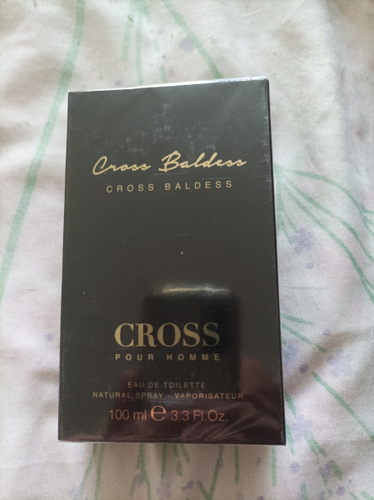 Cross Baldess
CROSS BALDESS
CROSS
POUR HOMME
EAU DE TOILETTE
NATURAL SPRAY - VAPORISATEUR
100 ml ℮ 3.3 Fl.Oz.